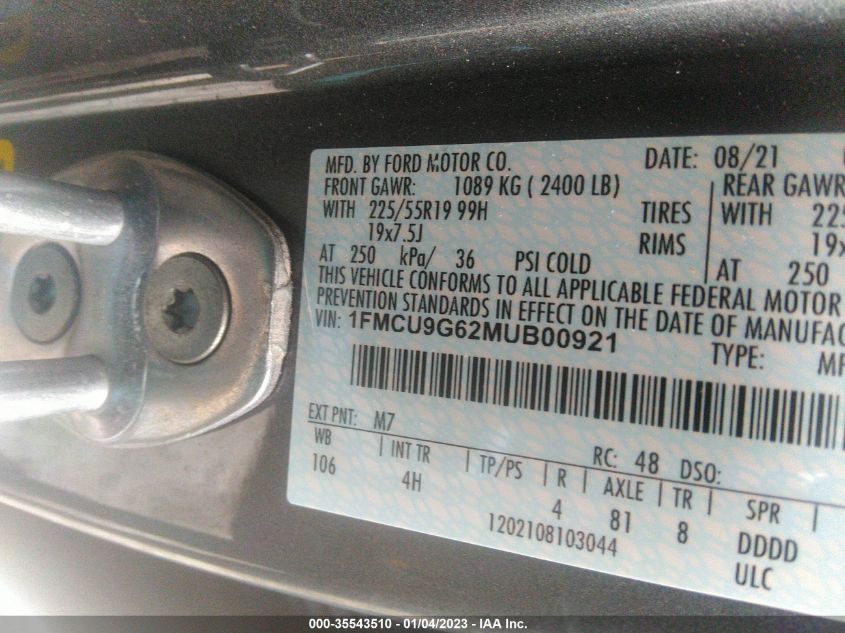 MFD. BY FORD MOTOR CO. DATE: 08/21
FRONT GAWR: 1089 KG ( 2400 LB) REAR GAWR
WITH 225/55R19 99H TIRES WITH 225
19x7.5J RIMS 19x
AT 250 kPa/ 36 PSI COLD AT 250
THIS VEHICLE CONFORMS TO ALL APPLICABLE FEDERAL MOTOR
PREVENTION STANDARDS IN EFFECT ON THE DATE OF MANUFAC
VIN: 1FMCU9G62MUB00921 TYPE: MP
EXT PNT: M7 RC: 48 DSO:
WB | INT TR | TP/PS | R | AXLE | TR | SPR
106 4H 4 81 8 DDDD
1202108103044 ULC
000-35543510 - 01/04/2023 - IAA Inc.